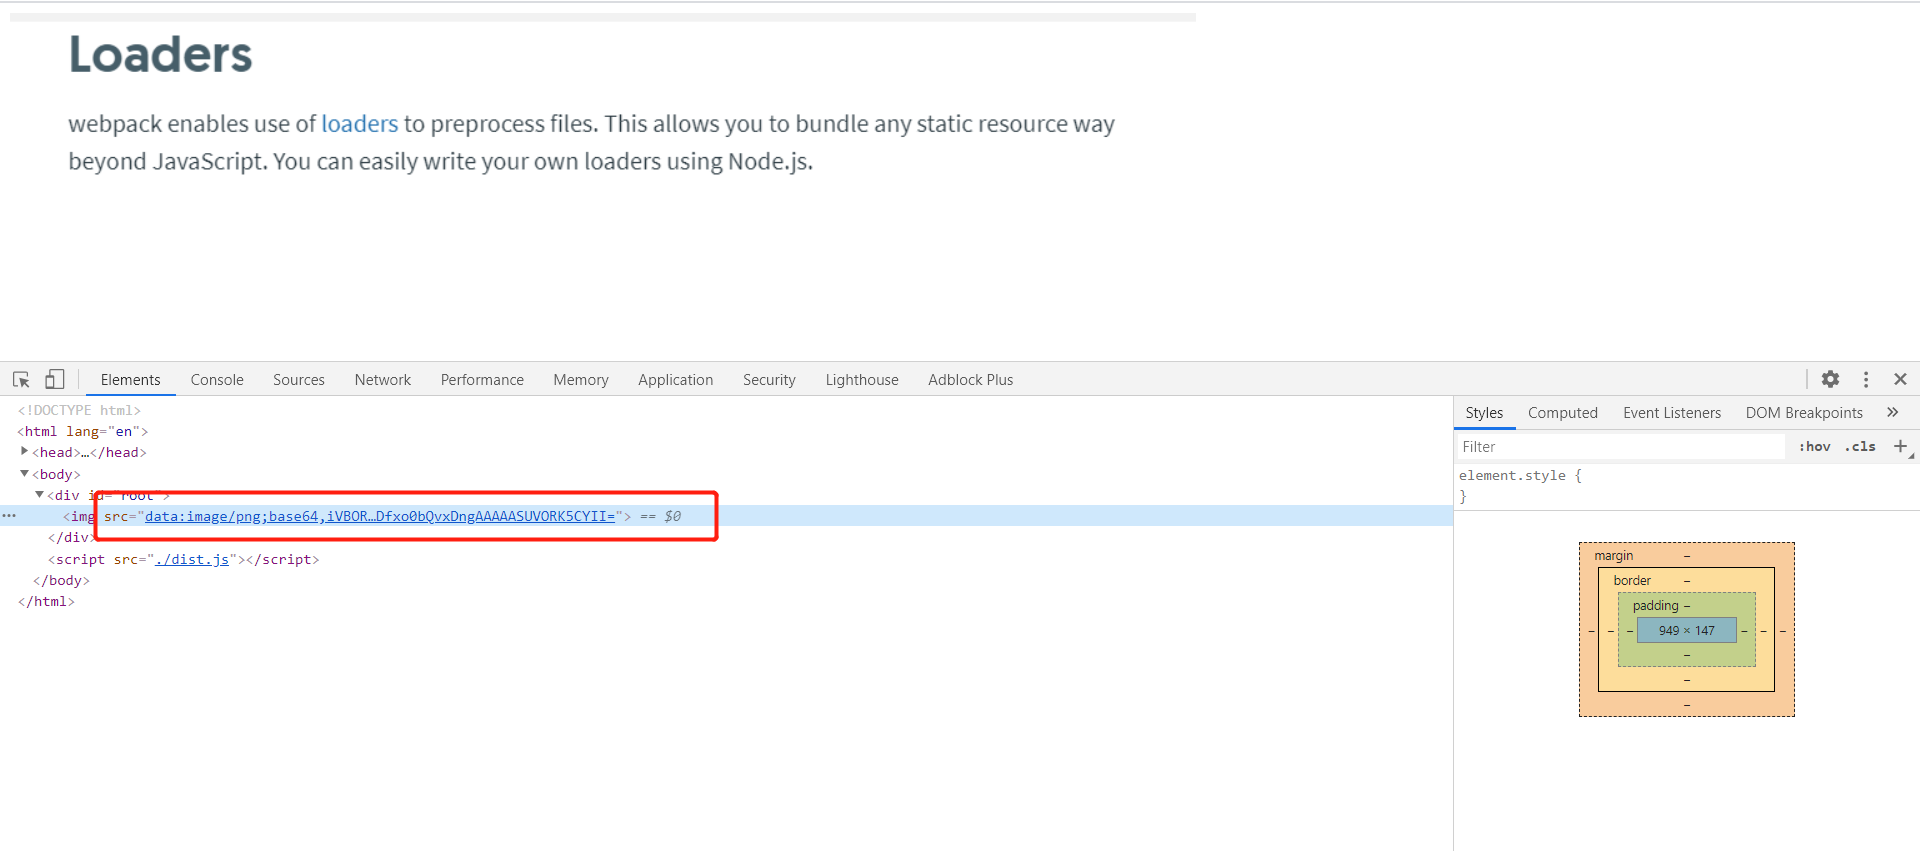 Loaders
webpack enables use of loaders to preprocess files. This allows you to bundle any static resource way
beyond JavaScript. You can easily write your own loaders using Node.js.
Elements Console Sources Network Performance Memory Application Security Lighthouse Adblock Plus
<!DOCTYPE html>
<html lang="en">
<head>…</head>
<body>
<div id="root">
<img src="data:image/png;base64,iVBOR…Dfxo0bQvxDngAAAAASUVORK5CYII="> == $0
</div>
<script src="./dist.js"></script>
</body>
</html>
Styles Computed Event Listeners DOM Breakpoints »
Filter :hov .cls +
element.style {
}
margin –
border –
padding –
– – – 949 × 147 – – –
–
–
–